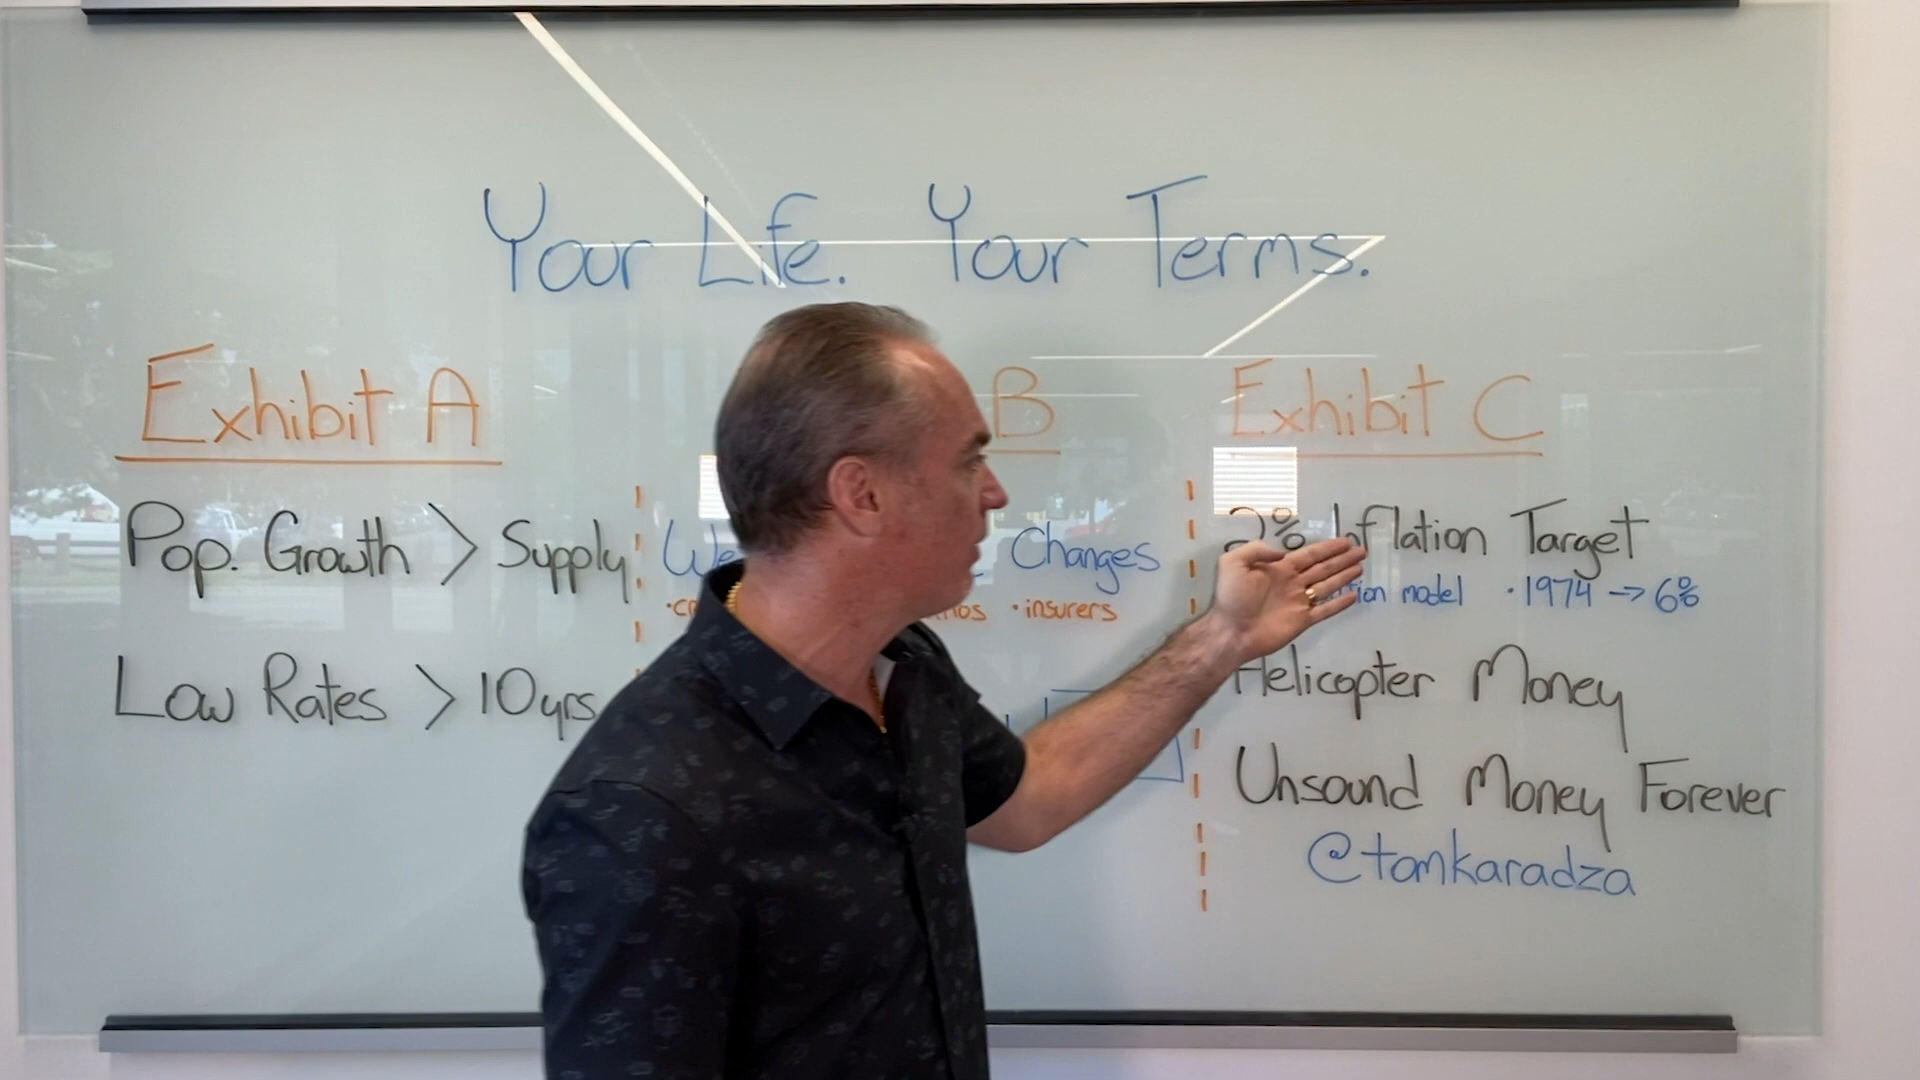 Your Life. Your Terms.
Exhibit A
Pop. Growth > Supply
Low Rates > 10yrs
B
Changes
• insurers
Exhibit C
2% Inflation Target
model • 1974 → 6%
Helicopter Money
Unsound Money Forever
@tomkaradza